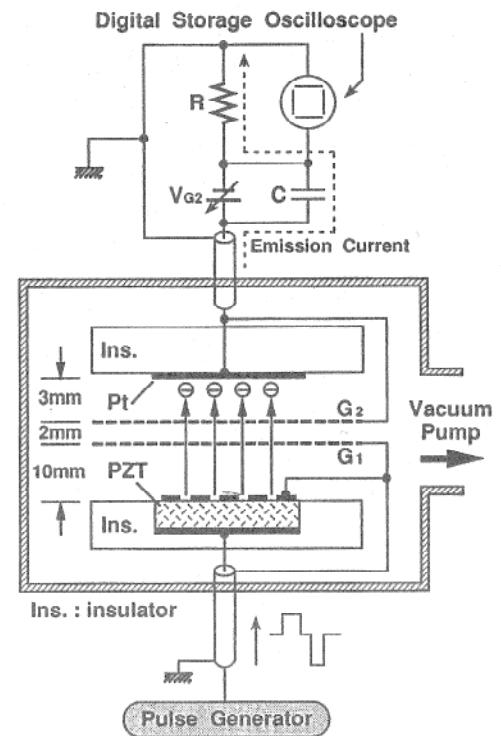 Digital Storage Oscilloscope
R
VG2
C
Emission Current
Ins.
3mm
Pt
G2
Vacuum
Pump
2mm
G1
10mm
PZT
Ins.
Ins. : insulator
Pulse Generator